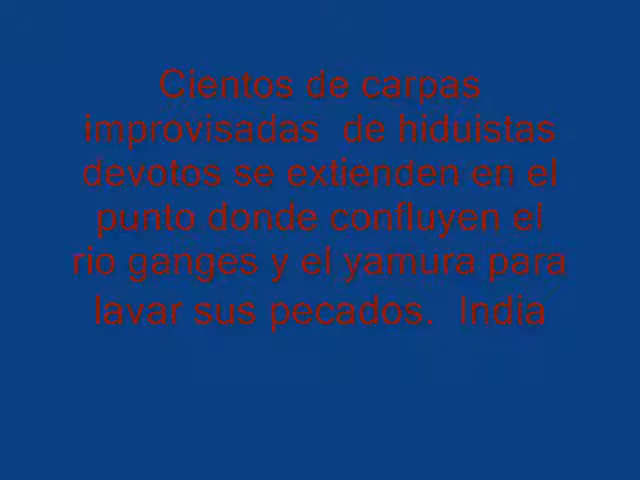 Cientos de carpas
improvisadas de hiduistas
devotos se extienden en el
punto donde confluyen el
rio ganges y el yamura para
lavar sus pecados. India